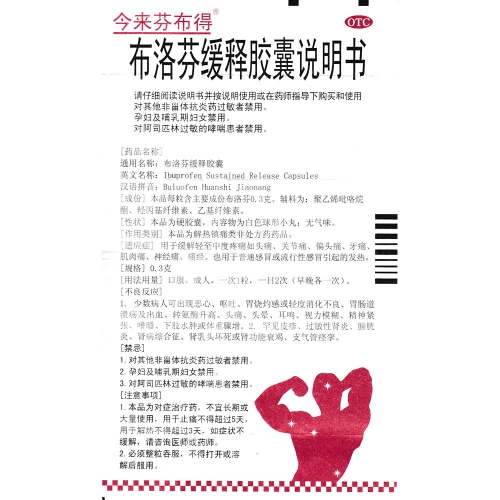 今来芬布得®
OTC
布洛芬缓释胶囊说明书
请仔细阅读说明书并按说明使用或在药师指导下购买和使用
对其他非甾体抗炎药过敏者禁用。
孕妇及哺乳期妇女禁用。
对阿司匹林过敏的哮喘患者禁用。
[药品名称]
通用名称：布洛芬缓释胶囊
英文名称：Ibuprofen Sustained Release Capsules
汉语拼音：Buluofen Huanshi Jiaonang
[成份] 本品每粒含主要成份布洛芬0.3克。辅料为：聚乙烯吡咯烷
酮、羟丙基纤维素、乙基纤维素。
[性状] 本品为硬胶囊，内容物为白色球形小丸；无气味。
[作用类别] 本品为解热镇痛类非处方药药品。
[适应症] 用于缓解轻至中度疼痛如头痛、关节痛、偏头痛、牙痛、
肌肉痛、神经痛、痛经。也用于普通感冒或流行性感冒引起的发热。
[规格] 0.3克
[用法用量] 口服。成人，一次1粒，一日2次（早晚各一次）。
[不良反应]
1. 少数病人可出现恶心、呕吐、胃烧灼感或轻度消化不良、胃肠道
溃疡及出血、转氨酶升高、头痛、头晕、耳鸣、视力模糊、精神紧
张、嗜睡、下肢水肿或体重骤增。2. 罕见皮疹、过敏性肾炎、膀胱
炎、肾病综合征、肾乳头坏死或肾功能衰竭、支气管痉挛。
[禁忌]
1.对其他非甾体抗炎药过敏者禁用。
2.孕妇及哺乳期妇女禁用。
3.对阿司匹林过敏的哮喘患者禁用。
[注意事项]
1.本品为对症治疗药，不宜长期或
大量使用，用于止痛不得超过5天，
用于解热不得超过3天，如症状不
缓解，请咨询医师或药师。
2.必须整粒吞服，不得打开或溶
解后服用。